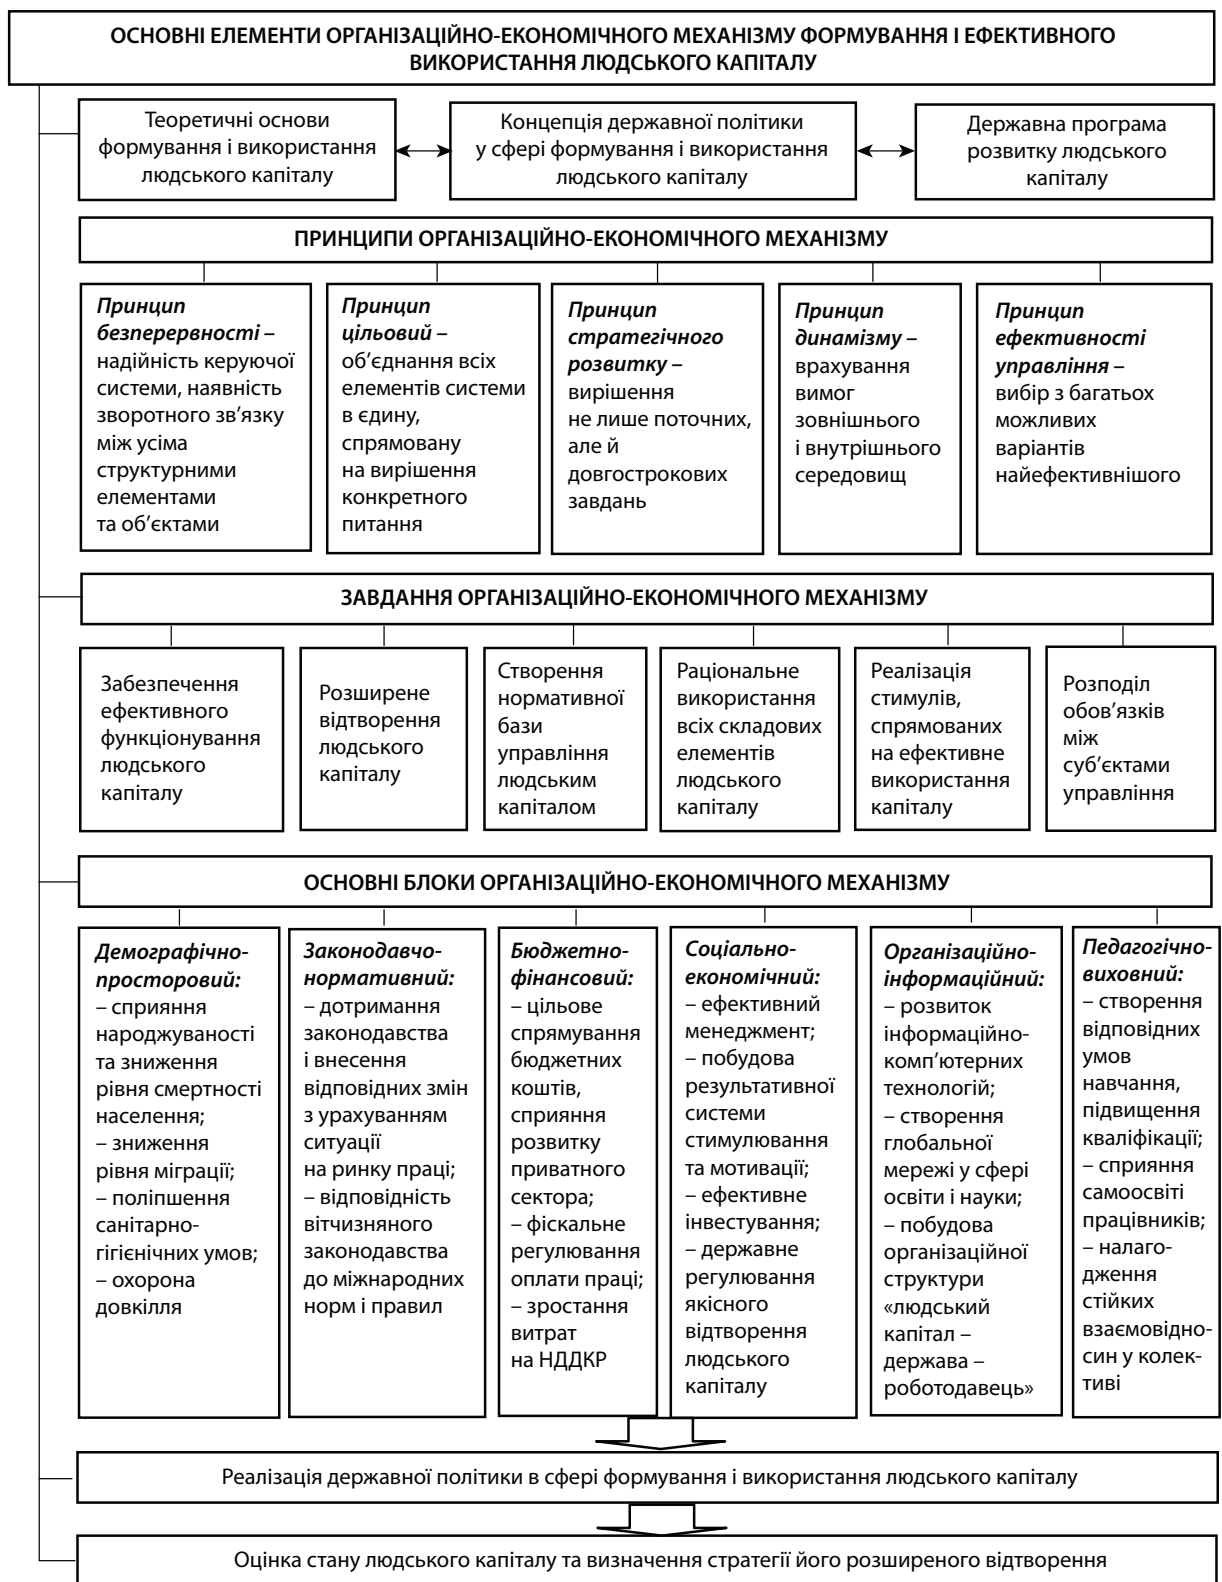 ОСНОВНІ ЕЛЕМЕНТИ ОРГАНІЗАЦІЙНО-ЕКОНОМІЧНОГО МЕХАНІЗМУ ФОРМУВАННЯ І ЕФЕКТИВНОГО
ВИКОРИСТАННЯ ЛЮДСЬКОГО КАПІТАЛУ
Теоретичні основи
формування і використання
людського капіталу
Концепція державної політики
у сфері формування і використання
людського капіталу
Державна програма
розвитку людського
капіталу
ПРИНЦИПИ ОРГАНІЗАЦІЙНО-ЕКОНОМІЧНОГО МЕХАНІЗМУ
Принцип
безперервності –
надійність керуючої
системи, наявність
зворотного зв’язку
між усіма
структурними
елементами
та об’єктами
Принцип
цільовий –
об’єднання всіх
елементів системи
в єдину,
спрямовану
на вирішення
конкретного
питання
Принцип
стратегічного
розвитку –
вирішення
не лише поточних,
але й
довгострокових
завдань
Принцип
динамізму –
врахування
вимог
зовнішнього
і внутрішнього
середовищ
Принцип
ефективності
управління –
вибір з багатьох
можливих
варіантів
найефективнішого
ЗАВДАННЯ ОРГАНІЗАЦІЙНО-ЕКОНОМІЧНОГО МЕХАНІЗМУ
Забезпечення
ефективного
функціонування
людського
капіталу
Розширене
відтворення
людського
капіталу
Створення
нормативної
бази
управління
людським
капіталом
Раціональне
використання
всіх складових
елементів
людського
капіталу
Реалізація
стимулів,
спрямованих
на ефективне
використання
капіталу
Розподіл
обов’язків
між
суб’єктами
управління
ОСНОВНІ БЛОКИ ОРГАНІЗАЦІЙНО-ЕКОНОМІЧНОГО МЕХАНІЗМУ
Демографічно-
просторовий:
– сприяння
народжуваності
та зниження
рівня смертності
населення;
– зниження
рівня міграції;
– поліпшення
санітарно-
гігієнічних умов;
– охорона
довкілля
Законодавчо-
нормативний:
– дотримання
законодавства
і внесення
відповідних змін
з урахуванням
ситуації
на ринку праці;
– відповідність
вітчизняного
законодавства
до міжнародних
норм і правил
Бюджетно-
фінансовий:
– цільове
спрямування
бюджетних
коштів,
сприяння
розвитку
приватного
сектора;
– фіскальне
регулювання
оплати праці;
– зростання
витрат
на НДДКР
Соціально-
економічний:
– ефективний
менеджмент;
– побудова
результативної
системи
стимулювання
та мотивації;
– ефективне
інвестування;
– державне
регулювання
якісного
відтворення
людського
капіталу
Організаційно-
інформаційний:
– розвиток
інформаційно-
комп’ютерних
технологій;
– створення
глобальної
мережі у сфері
освіти і науки;
– побудова
організаційної
структури
«людський
капітал –
держава –
роботодавець»
Педагогічно-
виховний:
– створення
відповідних
умов
навчання,
підвищення
кваліфікації;
– сприяння
самоосвіті
працівників;
– налаго-
дження
стійких
взаємовідно-
син у колек-
тиві
Реалізація державної політики в сфері формування і використання людського капіталу
Оцінка стану людського капіталу та визначення стратегії його розширеного відтворення